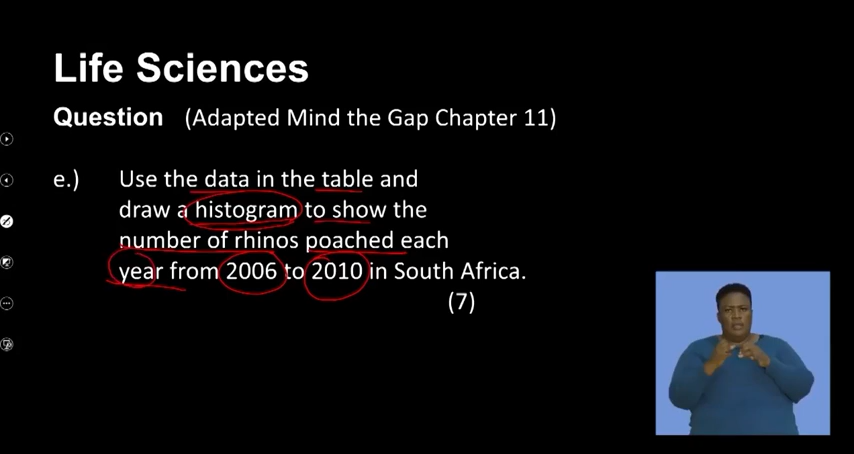 Life Sciences
Question (Adapted Mind the Gap Chapter 11)
e.) Use the data in the table and
draw a histogram to show the
number of rhinos poached each
year from 2006 to 2010 in South Africa.
(7)